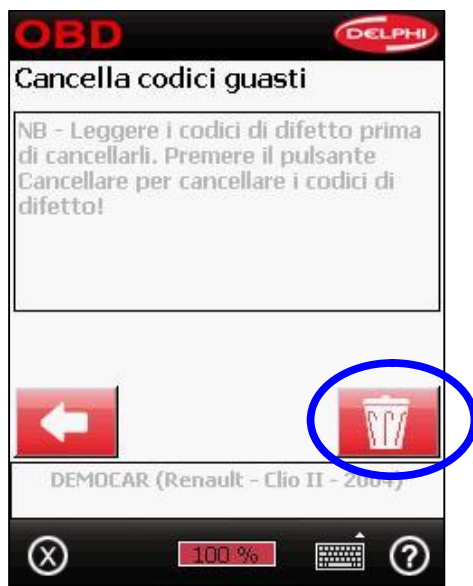 OBD
DELPHI
Cancella codici guasti
NB - Leggere i codici di difetto prima
di cancellarli. Premere il pulsante
Cancellare per cancellare i codici di
difetto!
DEMOCAR (Renault - Clio II - 2004)
100 %
?